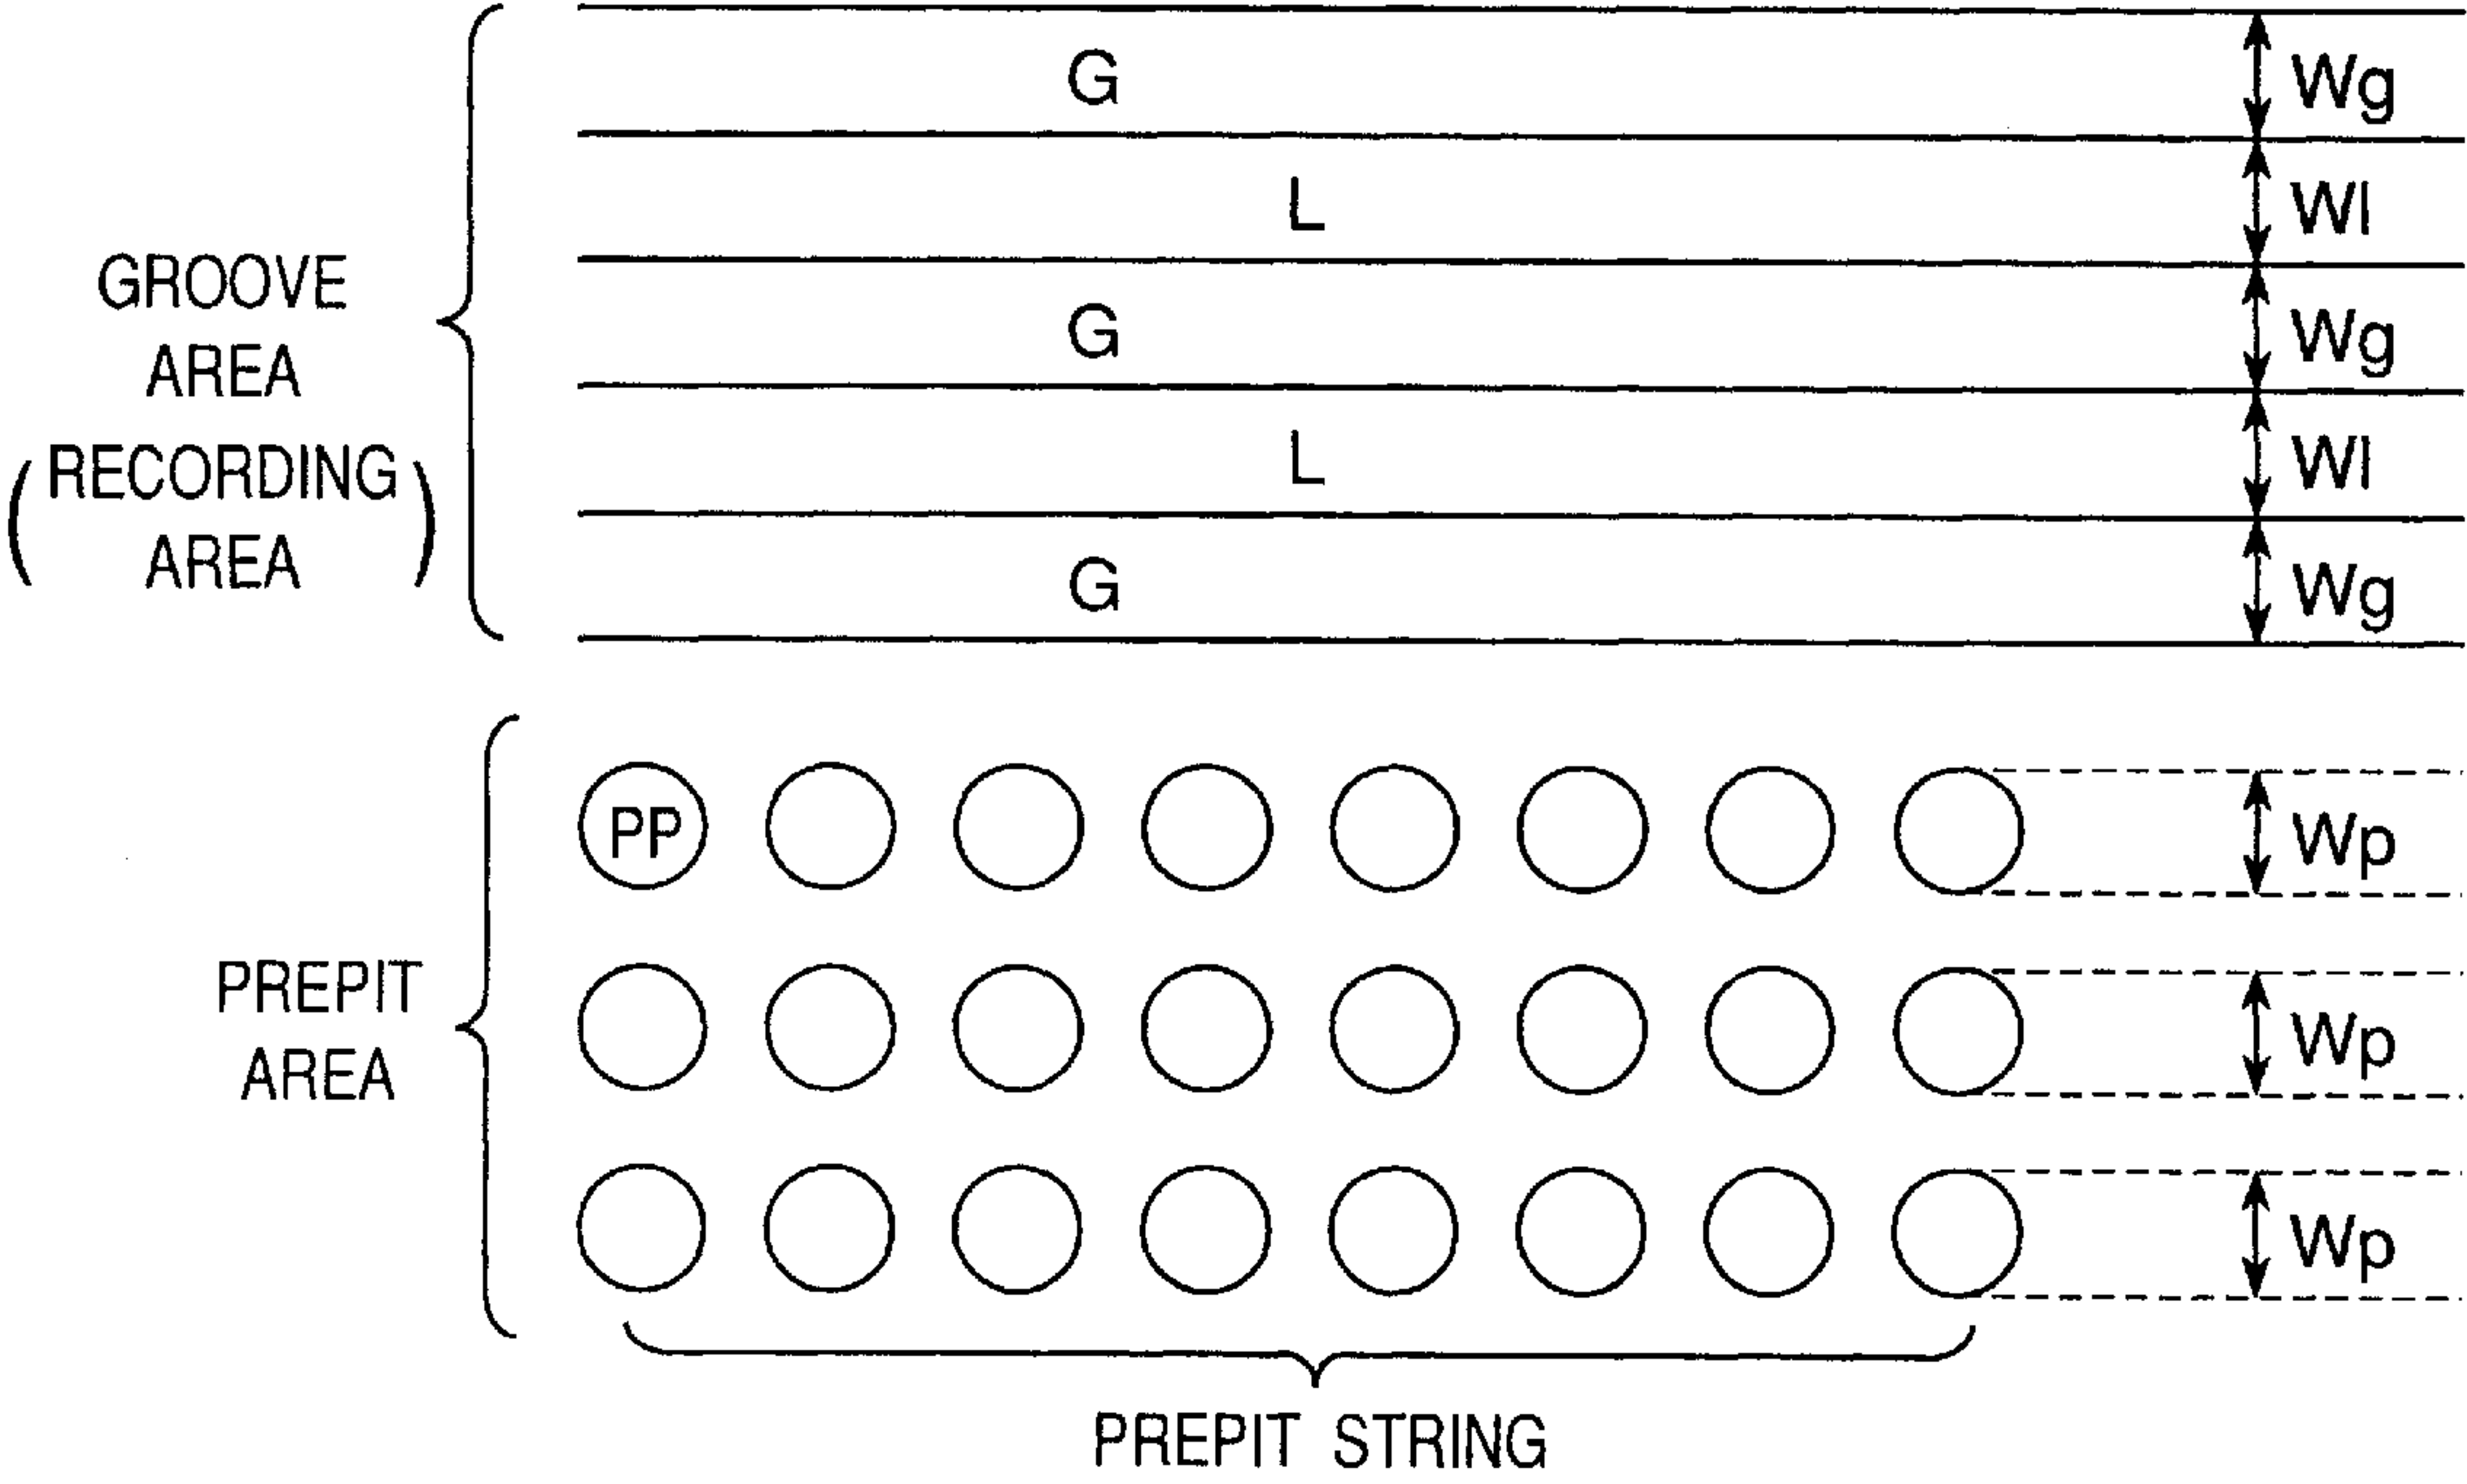 G Wg
L Wl
GROOVE
AREA
G Wg
(RECORDING
AREA)
L Wl
G Wg
PP Wp
PREPIT
AREA
Wp
Wp
PREPIT STRING